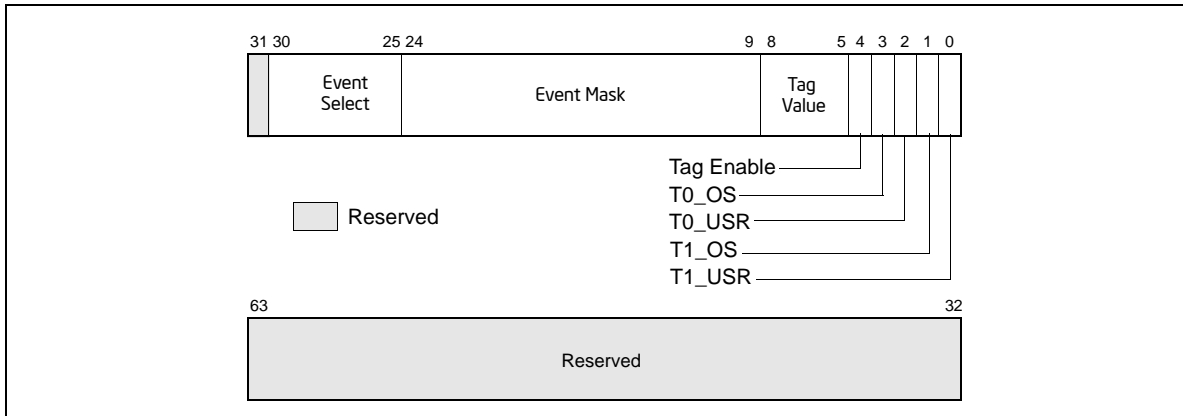 31 30 25 24 9 8 5 4 3 2 1 0
Event Select
Event Mask
Tag Value
Tag Enable
T0_OS
Reserved
T0_USR
T1_OS
T1_USR
63 32
Reserved